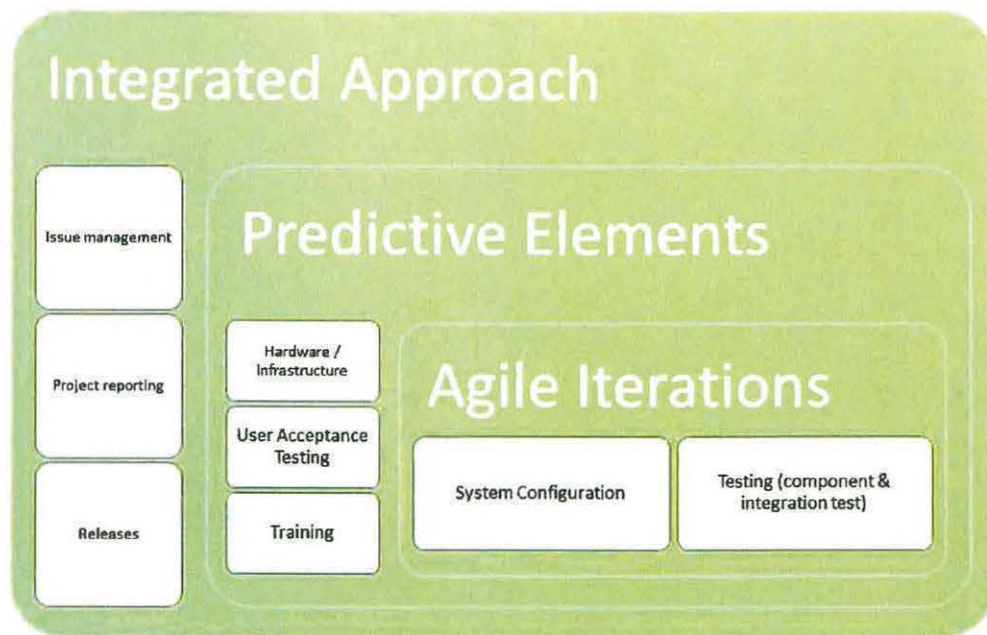 Integrated Approach
Issue management
Project reporting
Releases
Predictive Elements
Hardware /
Infrastructure
User Acceptance
Testing
Training
Agile Iterations
System Configuration
Testing (component &
integration test)